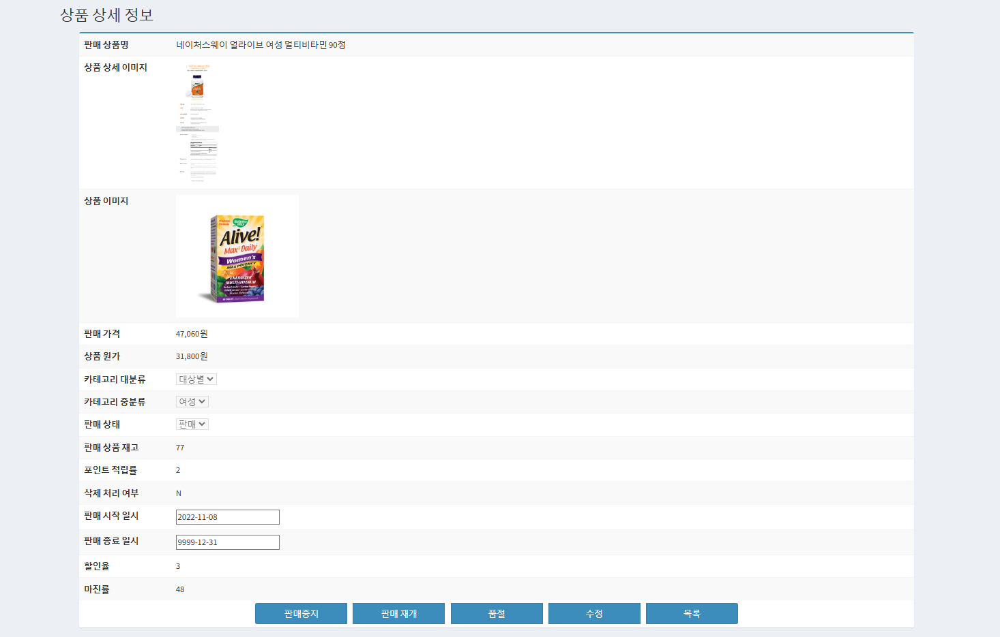 상품 상세 정보
판매 상품명 네이처스웨이 얼라이브 여성 멀티비타민 90정
상품 상세 이미지
상품 이미지
Nature's Way
Alive!
Max3 Daily
Women's
MAX POTENCY
ENERGIZER
MULTI-VITAMIN
판매 가격 47,060원
상품 원가 31,800원
카테고리 대분류 대상별
카테고리 중분류 여성
판매 상태 판매
판매 상품 재고 77
포인트 적립률 2
삭제 처리 여부 N
판매 시작 일시 2022-11-08
판매 종료 일시 9999-12-31
할인율 3
마진률 48
판매중지 판매 재개 품절 수정 목록